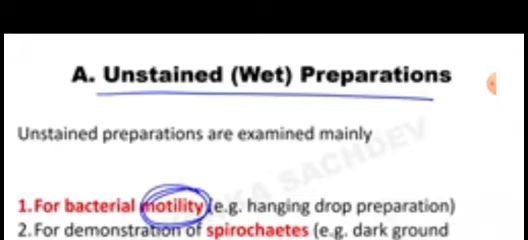 A. Unstained (Wet) Preparations
Unstained preparations are examined mainly
1. For bacterial motility (e.g. hanging drop preparation)
2. For demonstration of spirochaetes (e.g. dark ground
SACHDEV